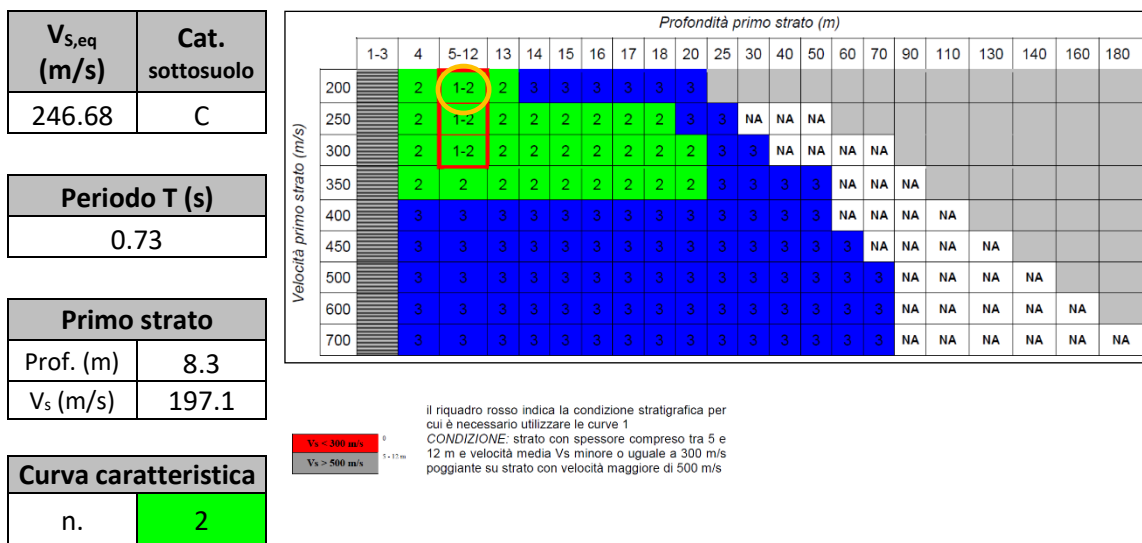 V_S,eq (m/s) Cat. sottosuolo
246.68 C
Periodo T (s)
0.73
Primo strato
Prof. (m) 8.3
V_s (m/s) 197.1
Curva caratteristica
n. 2
Profondità primo strato (m)
1-3 4 5-12 13 14 15 16 17 18 20 25 30 40 50 60 70 90 110 130 140 160 180
Velocità primo strato (m/s)
200 2 1-2 2 3 3 3 3 3 3
250 2 1-2 2 2 2 2 2 2 3 3 NA NA NA
300 2 1-2 2 2 2 2 2 2 2 3 3 NA NA NA NA
350 2 2 2 2 2 2 2 2 2 3 3 3 3 NA NA NA
400 3 3 3 3 3 3 3 3 3 3 3 3 3 NA NA NA NA
450 3 3 3 3 3 3 3 3 3 3 3 3 3 3 NA NA NA NA
500 3 3 3 3 3 3 3 3 3 3 3 3 3 3 3 NA NA NA NA
600 3 3 3 3 3 3 3 3 3 3 3 3 3 3 3 NA NA NA NA NA
700 3 3 3 3 3 3 3 3 3 3 3 3 3 3 3 NA NA NA NA NA NA
Vs < 300 m/s 0
Vs > 500 m/s 5 - 12 m
il riquadro rosso indica la condizione stratigrafica per
cui è necessario utilizzare le curve 1
CONDIZIONE: strato con spessore compreso tra 5 e
12 m e velocità media Vs minore o uguale a 300 m/s
poggiante su strato con velocità maggiore di 500 m/s